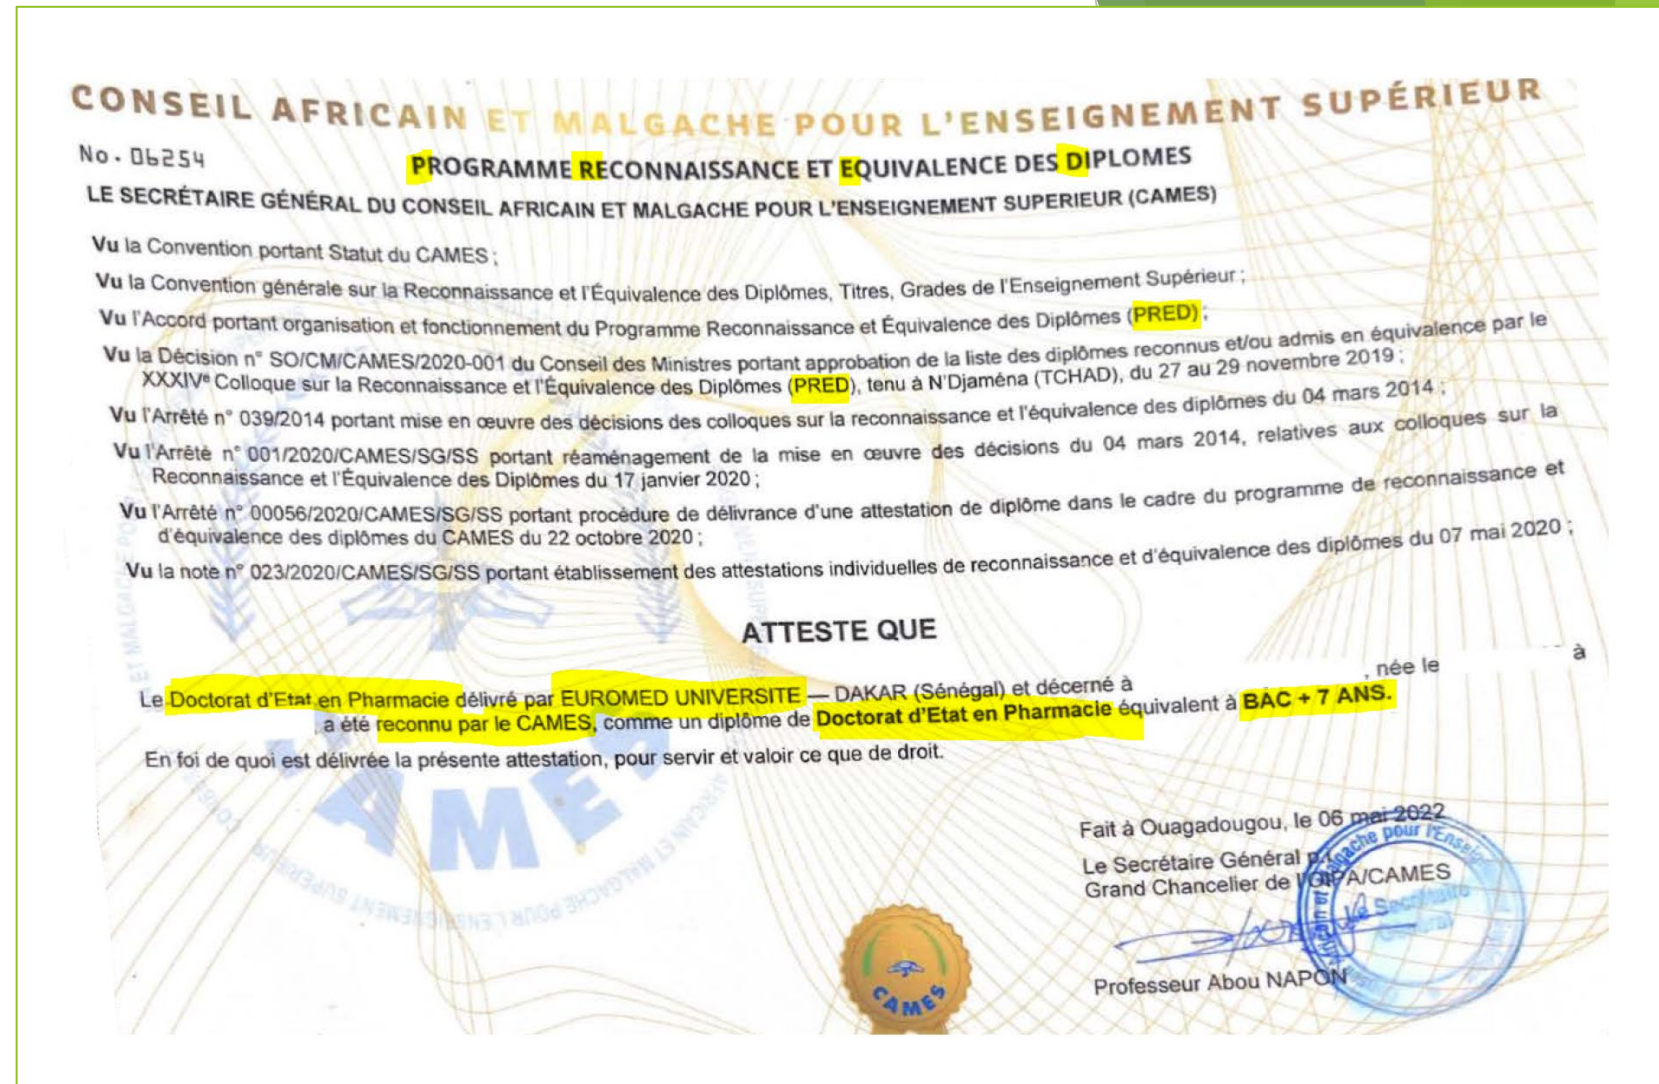 CONSEIL AFRICAIN ET MALGACHE POUR L'ENSEIGNEMENT SUPÉRIEUR
No. 06254
PROGRAMME RECONNAISSANCE ET EQUIVALENCE DES DIPLOMES
LE SECRÉTAIRE GÉNÉRAL DU CONSEIL AFRICAIN ET MALGACHE POUR L'ENSEIGNEMENT SUPERIEUR (CAMES)
Vu la Convention portant Statut du CAMES ;
Vu la Convention générale sur la Reconnaissance et l'Équivalence des Diplômes, Titres, Grades de l'Enseignement Supérieur ;
Vu l'Accord portant organisation et fonctionnement du Programme Reconnaissance et Équivalence des Diplômes (PRED) ;
Vu la Décision n° SO/CM/CAMES/2020-001 du Conseil des Ministres portant approbation de la liste des diplômes reconnus et/ou admis en équivalence par le
XXXIVe Colloque sur la Reconnaissance et l'Équivalence des Diplômes (PRED), tenu à N'Djaména (TCHAD), du 27 au 29 novembre 2019 ;
Vu l'Arrêté n° 039/2014 portant mise en œuvre des décisions des colloques sur la reconnaissance et l'équivalence des diplômes du 04 mars 2014 ;
Vu l'Arrêté n° 001/2020/CAMES/SG/SS portant réaménagement de la mise en œuvre des décisions du 04 mars 2014, relatives aux colloques sur la
Reconnaissance et l'Équivalence des Diplômes du 17 janvier 2020 ;
Vu l'Arrêté n° 00056/2020/CAMES/SG/SS portant procédure de délivrance d'une attestation de diplôme dans le cadre du programme de reconnaissance et
d'équivalence des diplômes du CAMES du 22 octobre 2020 ;
Vu la note n° 023/2020/CAMES/SG/SS portant établissement des attestations individuelles de reconnaissance et d'équivalence des diplômes du 07 mai 2020 ;
ATTESTE QUE
Le Doctorat d'Etat en Pharmacie délivré par EUROMED UNIVERSITE — DAKAR (Sénégal) et décerné à , née le à
a été reconnu par le CAMES, comme un diplôme de Doctorat d'Etat en Pharmacie équivalent à BAC + 7 ANS.
En foi de quoi est délivrée la présente attestation, pour servir et valoir ce que de droit.
Fait à Ouagadougou, le 06 mai 2022
Le Secrétaire Général p.i
Grand Chancelier de l'OIPA/CAMES
Le Secrétaire
Général
Professeur Abou NAPON
CAMES